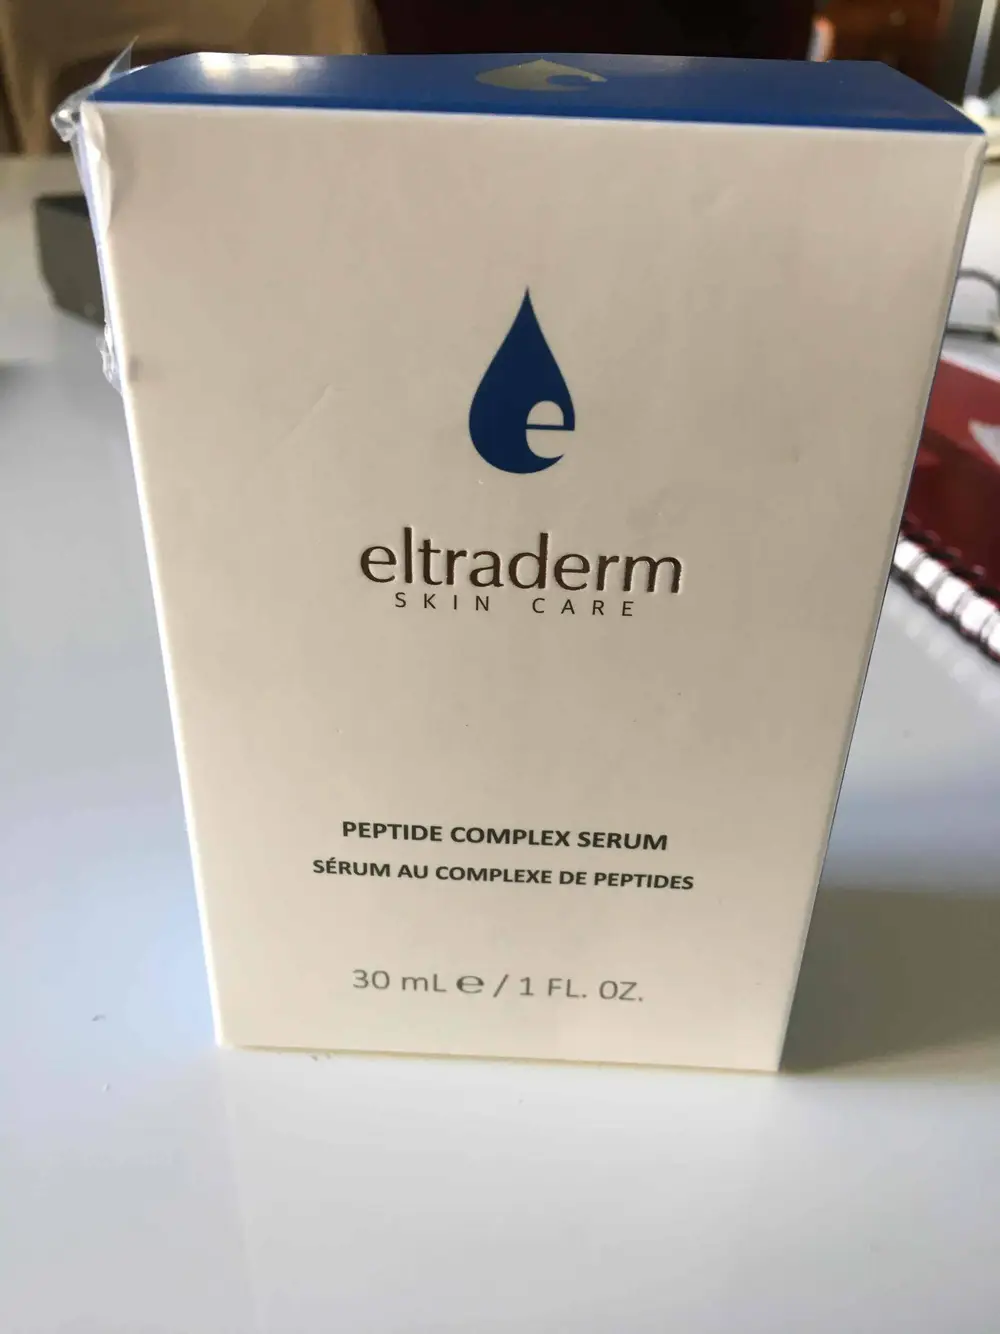 e
eltraderm
SKIN CARE
PEPTIDE COMPLEX SERUM
SÉRUM AU COMPLEXE DE PEPTIDES
30 mL ℮ / 1 FL. OZ.